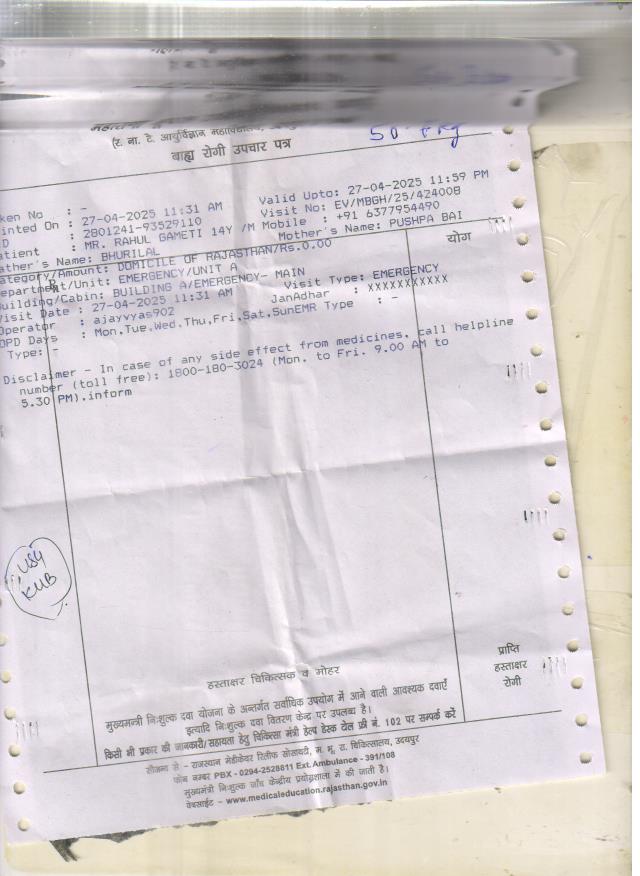 (र. ना. टे. आयुर्विज्ञान महाविद्यालय,
बाह्य रोगी उपचार पत्र
ken No : -
inted On : 27-04-2025 11:31 AM Valid Upto: 27-04-2025 11:59 PM
D : 2801241-93529110 Visit No: EV/MBGH/25/424008
atient : MR. RAHUL GAMETI 14Y /M Mobile : +91 6377954490
ather's Name: BHURILAL Mother's Name: PUSHPA BAI
ategory/Amount: DOMICILE OF RAJASTHAN/Rs.0.00
योग
epartment/Unit: EMERGENCY/UNIT A
uilding/Cabin: BUILDING A/EMERGENCY- MAIN
isit Date : 27-04-2025 11:31 AM Visit Type: EMERGENCY
Operator : ajayvyas902 JanAdhar : XXXXXXXXXXX
OPD Days : Mon,Tue,Wed,Thu,Fri,Sat,SunEMR Type : -
Type: -
Disclaimer - In case of any side effect from medicines, call helpline
number (toll free): 1800-180-3024 (Mon. to Fri. 9.00 AM to
5.30 PM).inform
USG
KUB
हस्ताक्षर चिकित्सक व मोहर
प्राप्ति
हस्ताक्षर
रोगी
मुख्यमन्त्री निःशुल्क दवा योजना के अन्तर्गत सर्वाधिक उपयोग में आने वाली आवश्यक दवाएँ
इत्यादि निःशुल्क दवा वितरण केन्द्र पर उपलब्ध है।
किसी भी प्रकार की जानकारी/सहायता हेतु चिकित्सा मंत्री हेल्प डेस्क टोल फ्री नं. 102 पर सम्पर्क करें
सौजन्य से - राजस्थान मेडीकेयर रिलीफ सोसायटी, म. भू. रा. चिकित्सालय, उदयपुर
फोन नम्बर PBX - 0294-2528811 Ext. Ambulance - 391/108
मुख्यमंत्री निःशुल्क जाँच केन्द्रीय प्रयोगशाला में की जाती है।
वेबसाईट - www.medicaleducation.rajasthan.gov.in